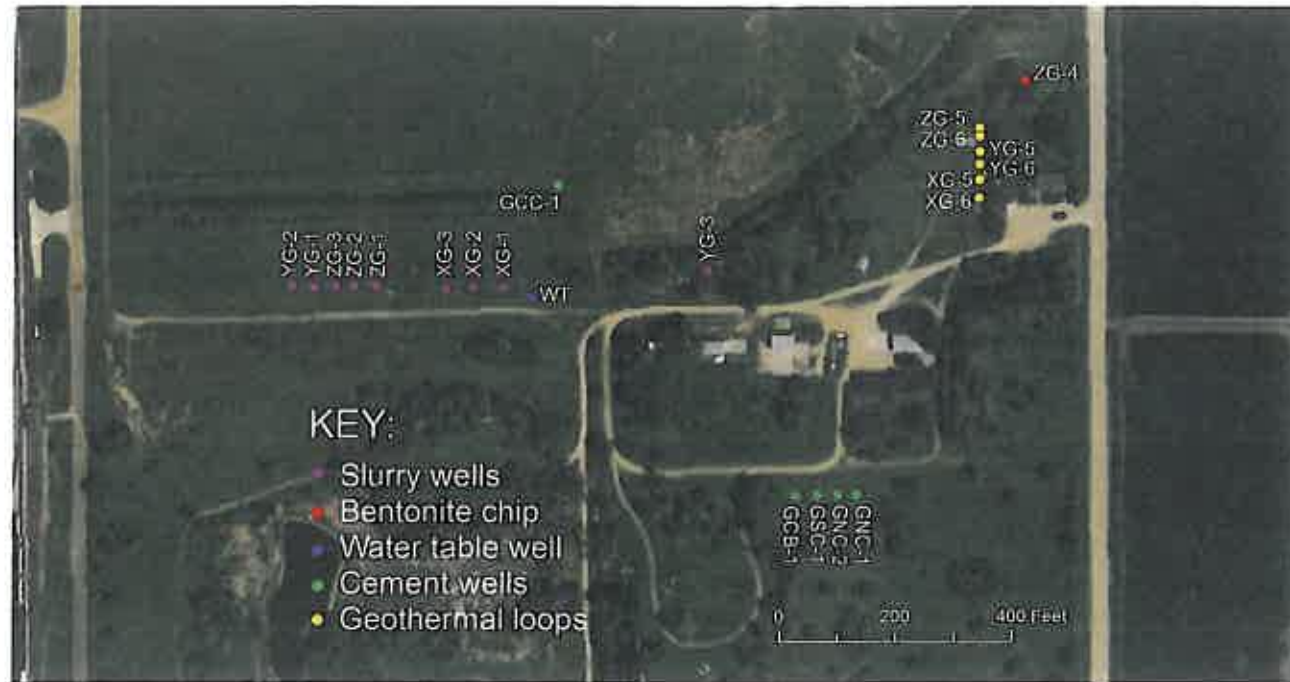 ZG-4
ZG-5
ZG-6
YG-5
YG-6
XG-5
XG-6
GCC-1
YG-2
YG-1
ZG-3
ZG-2
ZG-1
XG-3
XG-2
XG-1
YG-3
WT
KEY:
Slurry wells
Bentonite chip
Water table well
Cement wells
Geothermal loops
GCB-1
GSC-1
GNC-2
GNC-1
0 200 400 Feet